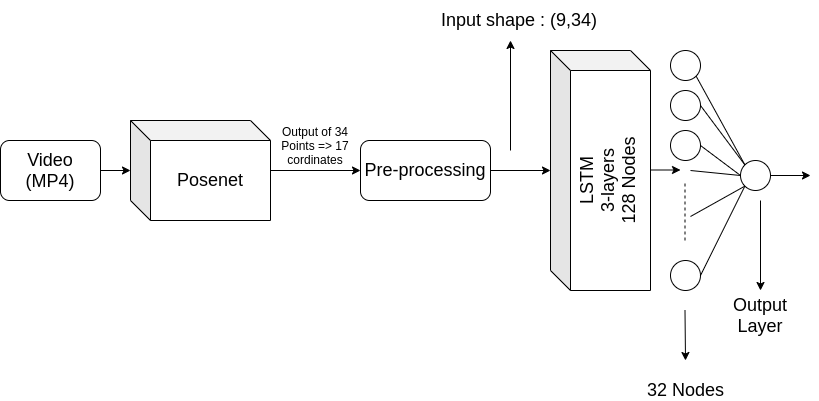 Input shape : (9,34)
Video
(MP4)
Posenet
Output of 34
Points => 17
cordinates
Pre-processing
LSTM
3-layers
128 Nodes
Output
Layer
32 Nodes